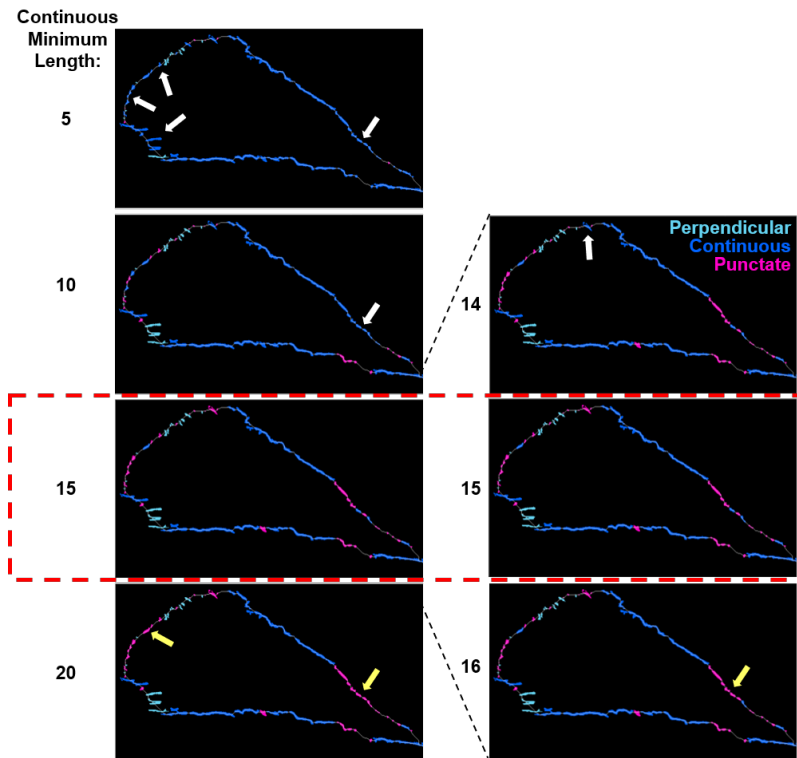 Continuous
Minimum
Length:
5
10
Perpendicular
Continuous
Punctate
14
15
15
20
16